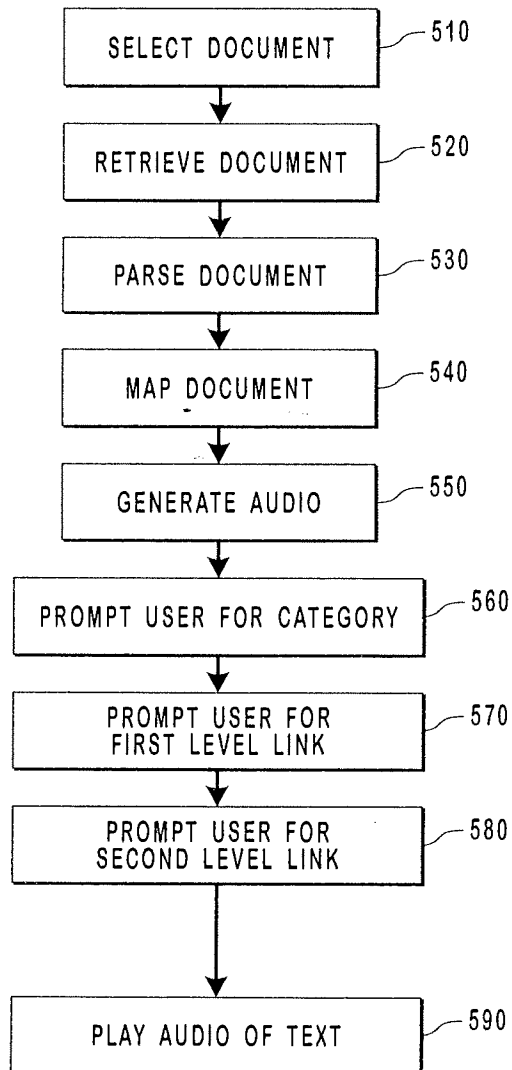 SELECT DOCUMENT 510
RETRIEVE DOCUMENT 520
PARSE DOCUMENT 530
MAP DOCUMENT 540
GENERATE AUDIO 550
PROMPT USER FOR CATEGORY 560
PROMPT USER FOR 570
FIRST LEVEL LINK
PROMPT USER FOR 580
SECOND LEVEL LINK
PLAY AUDIO OF TEXT 590